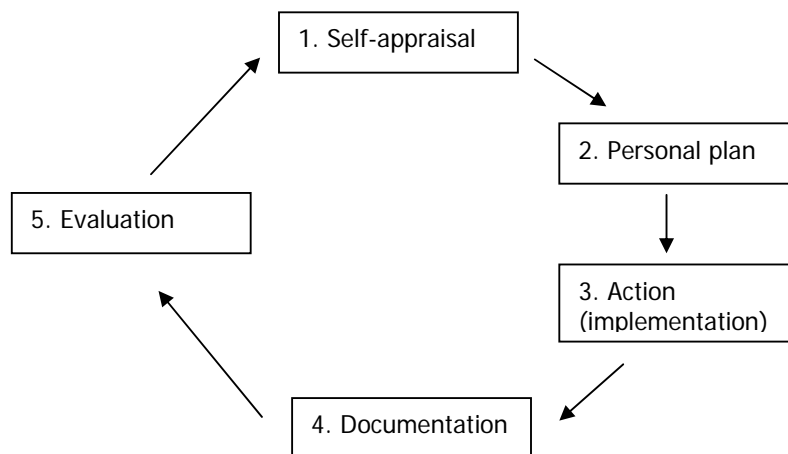 1. Self-appraisal
2. Personal plan
3. Action
(implementation)
4. Documentation
5. Evaluation